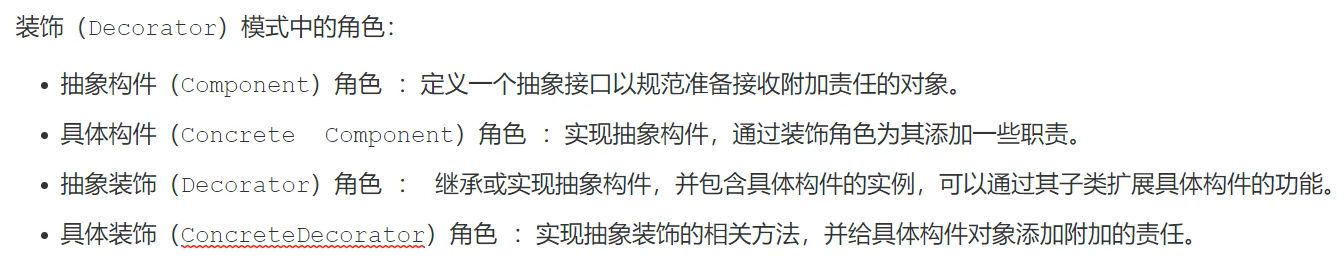 装饰（Decorator）模式中的角色：
• 抽象构件（Component）角色 ：定义一个抽象接口以规范准备接收附加责任的对象。
• 具体构件（Concrete  Component）角色 ：实现抽象构件，通过装饰角色为其添加一些职责。
• 抽象装饰（Decorator）角色 ： 继承或实现抽象构件，并包含具体构件的实例，可以通过其子类扩展具体构件的功能。
• 具体装饰（ConcreteDecorator）角色 ：实现抽象装饰的相关方法，并给具体构件对象添加附加的责任。